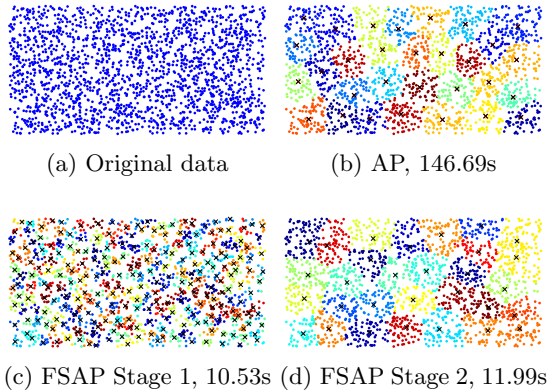 (a) Original data
(b) AP, 146.69s
(c) FSAP Stage 1, 10.53s
(d) FSAP Stage 2, 11.99s